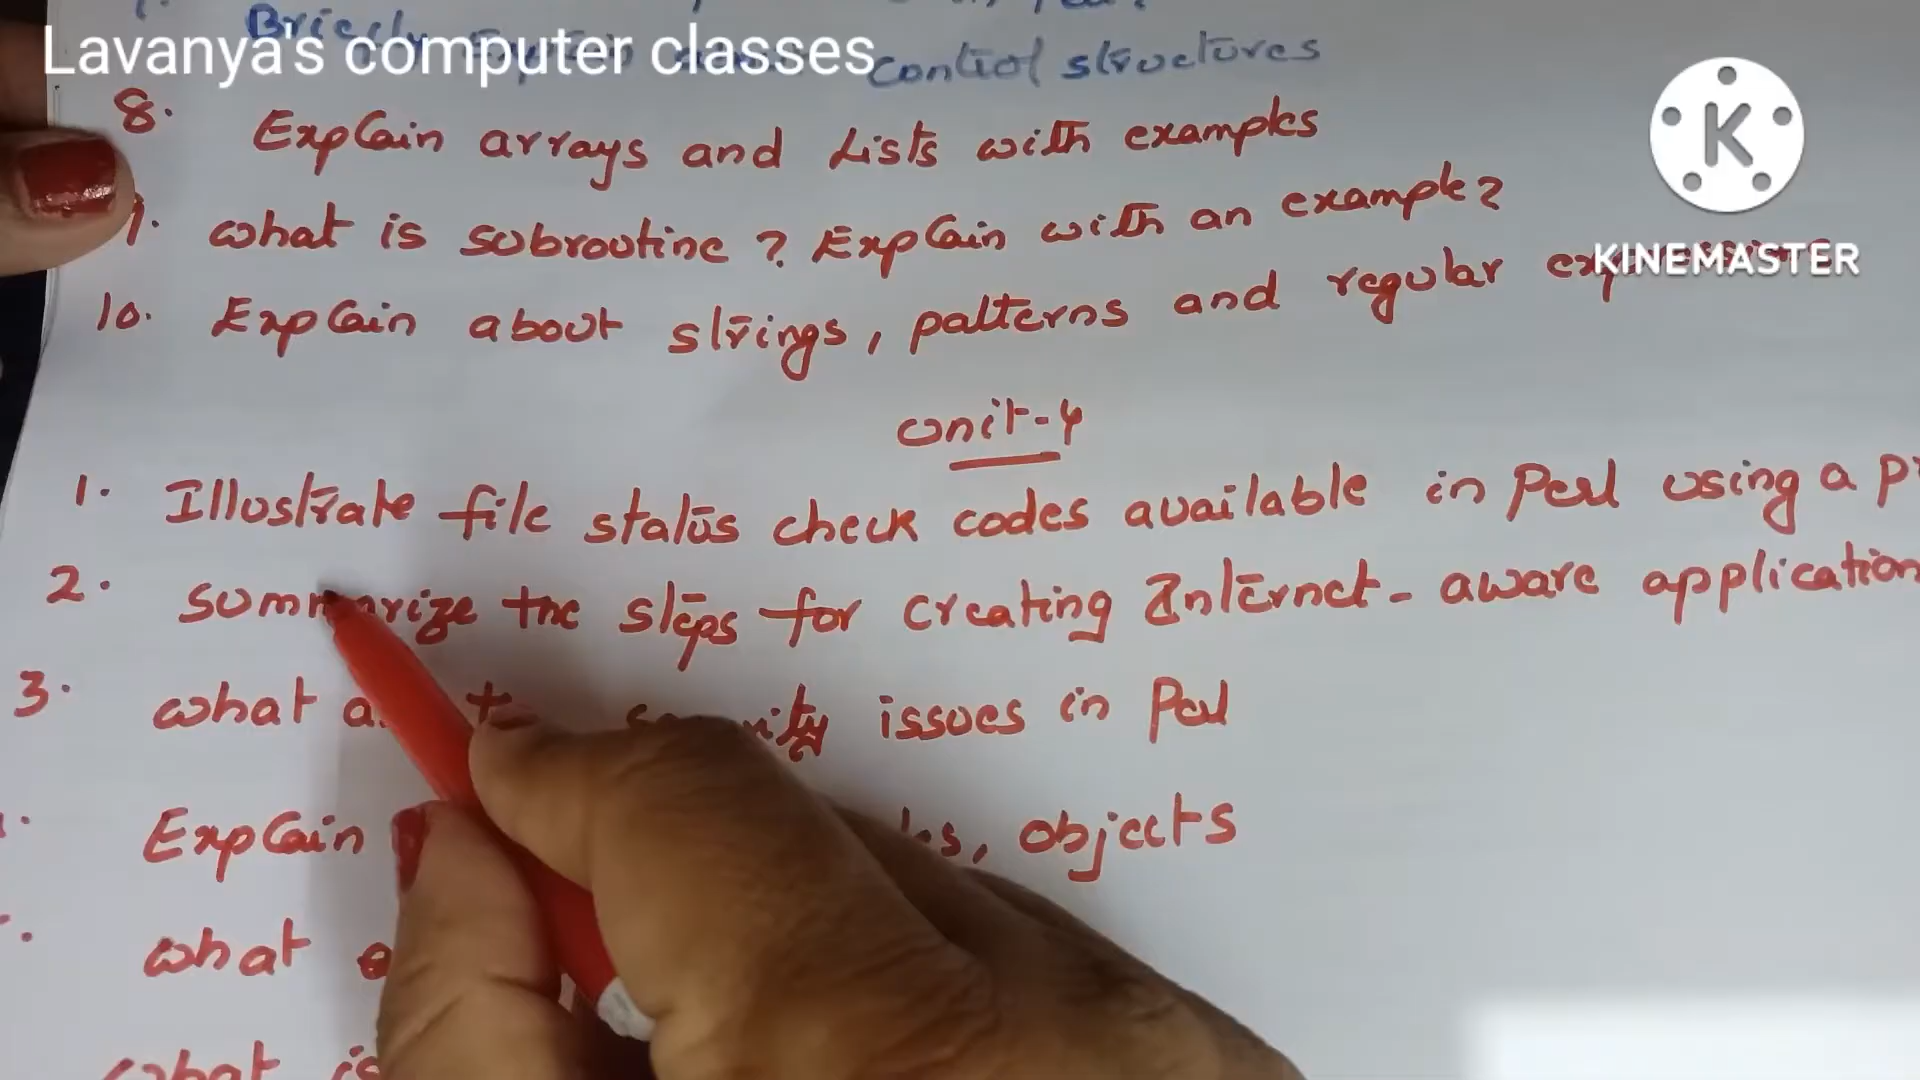 Lavanya's computer classes
Briefly control structures
8. Explain arrays and Lists with examples
9. what is subroutine? Explain with an example?
10. Explain about strings, patterns and regular
K
KINEMASTER
unit-4
1. Illustrate file status check codes available in Perl using a
2. summarize the steps for creating Internet-aware application
3. what issues in Perl
Explain objects
what
what is